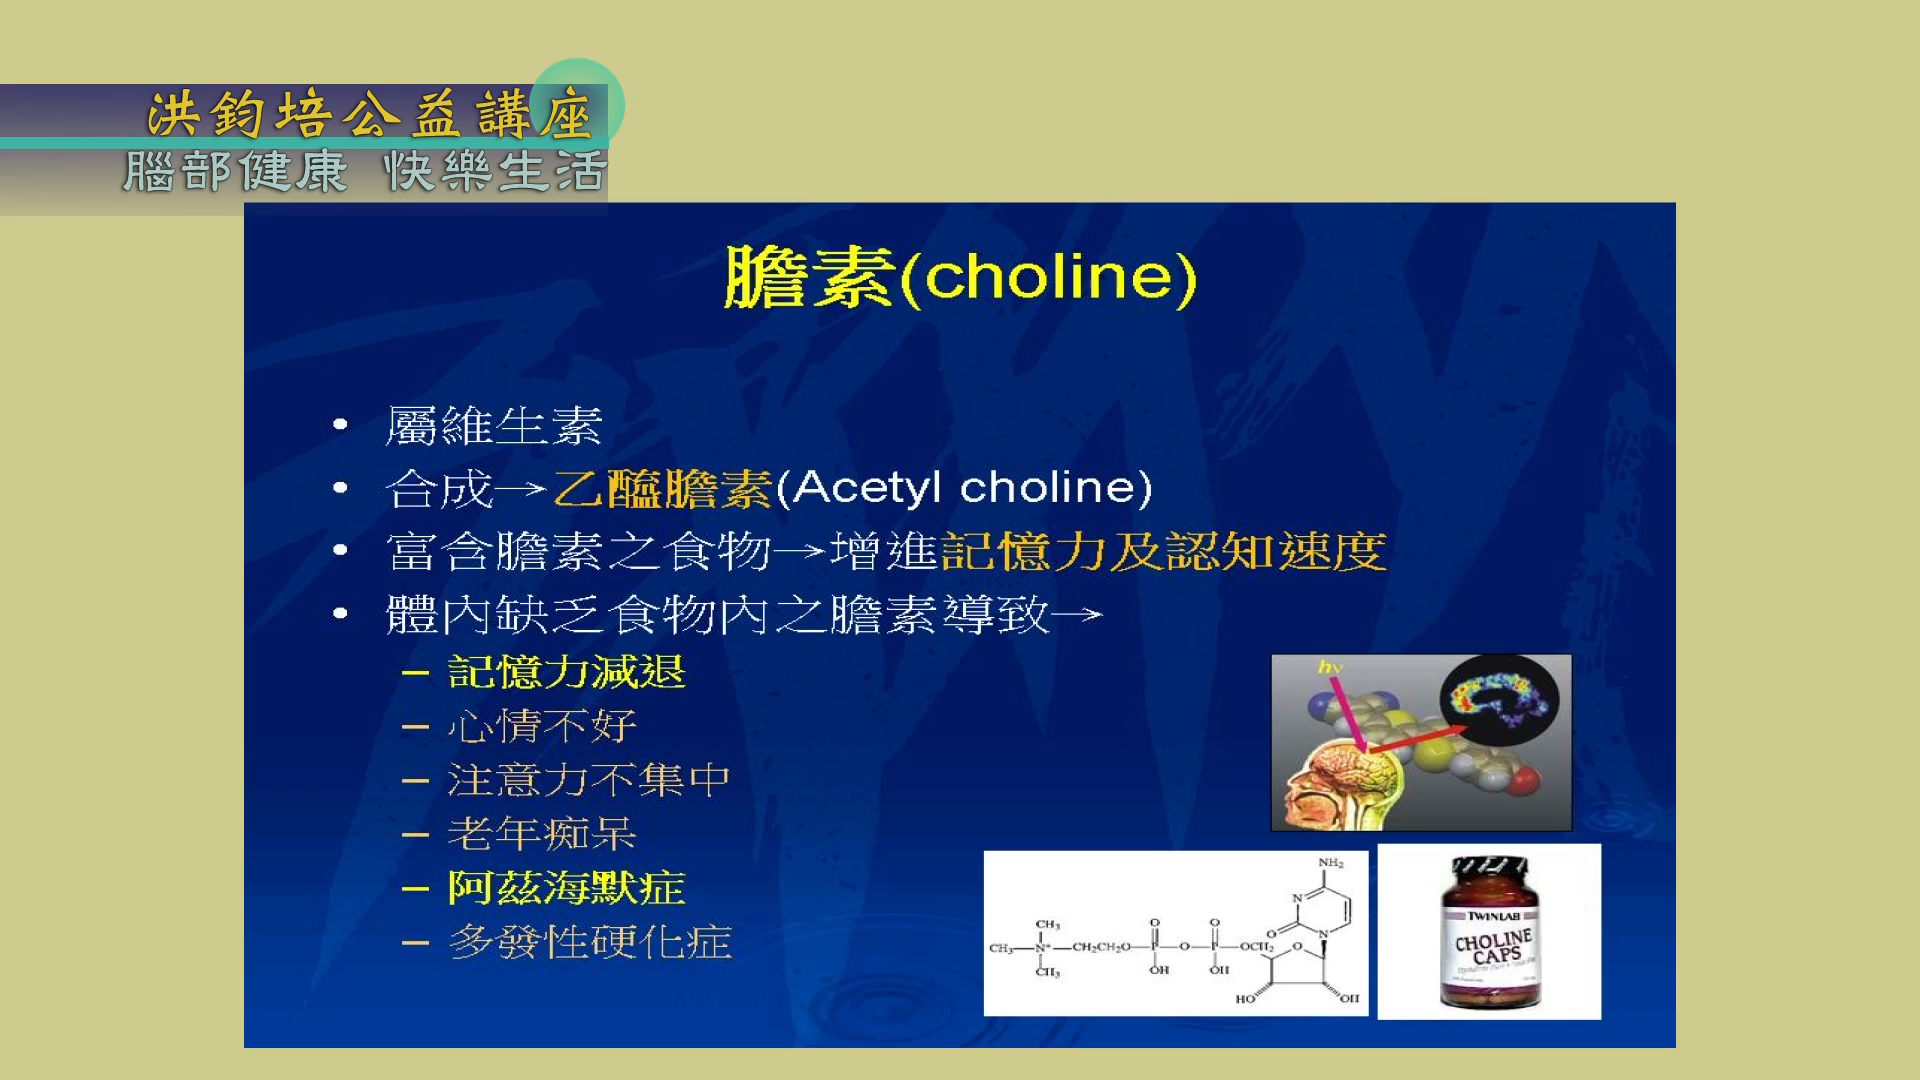 洪鈞培公益講座
腦部健康 快樂生活
膽素(choline)
• 屬維生素
• 合成→乙醯膽素(Acetyl choline)
• 富含膽素之食物→增進記憶力及認知速度
• 體內缺乏食物內之膽素導致→
– 記憶力減退
– 心情不好
– 注意力不集中
– 老年痴呆
– 阿茲海默症
– 多發性硬化症
hν
NH₂
N
O
N
CH₃
CH₃—N⁺—CH₂CH₂O—P—O—P—OCH₂
O
O
O
CH₃
OH
OH
HO
OH
TWINLAB
CHOLINE
CAPS